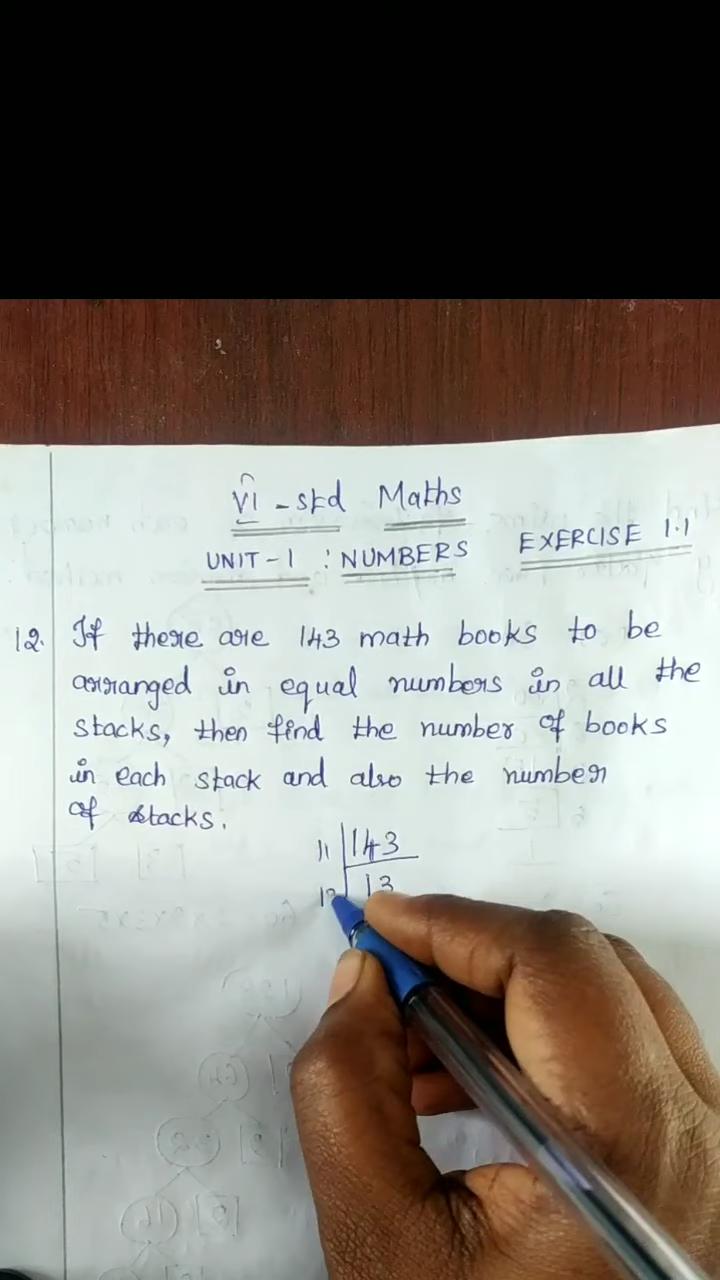 VI - std Maths
UNIT - 1 : NUMBERS EXERCISE 1.1
12. If there are 143 math books to be
arranged in equal numbers in all the
stacks, then find the number of books
in each stack and also the number
of stacks.
11 143
13 13